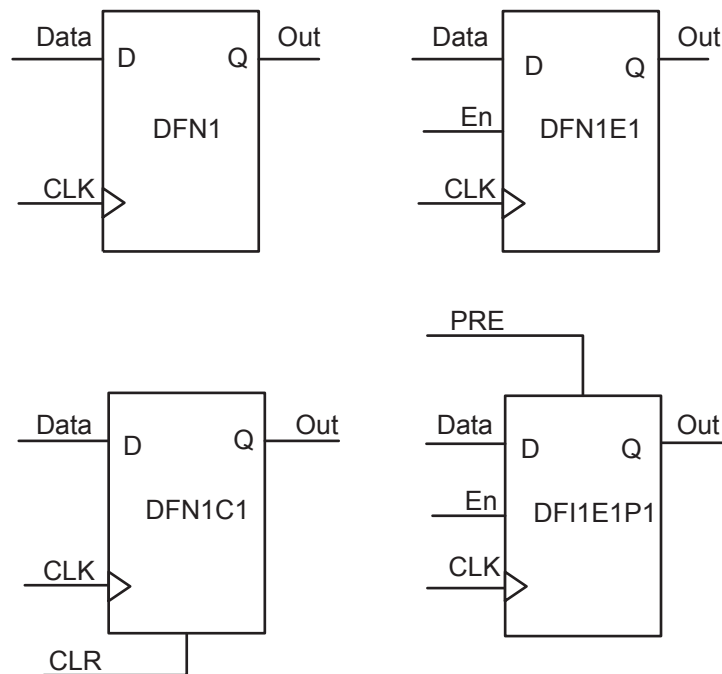 Data
D
Q
Out
DFN1
CLK
Data
D
Q
Out
En
DFN1E1
CLK
Data
D
Q
Out
DFN1C1
CLK
CLR
PRE
Data
D
Q
Out
En
DFI1E1P1
CLK